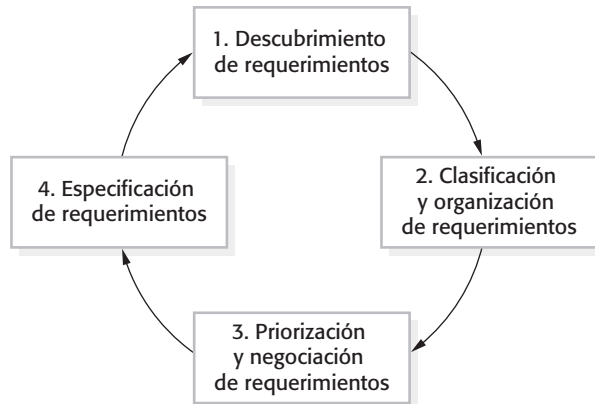 1. Descubrimiento
de requerimientos
2. Clasificación
y organización
de requerimientos
3. Priorización
y negociación
de requerimientos
4. Especificación
de requerimientos